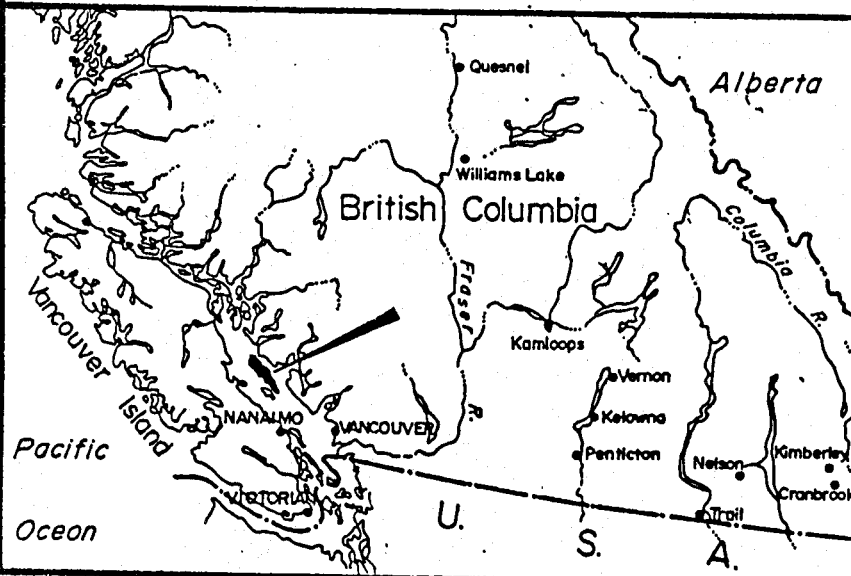 Quesnel
Alberta
Williams Lake
British Columbia
Columbia R.
Fraser R.
Vancouver Island
Kamloops
Vernon
Kelowna
NANAIMO
VANCOUVER
Pacific Ocean
Penticton
Nelson
Kimberley
Cranbrook
VICTORIA
Trail
U. S. A.